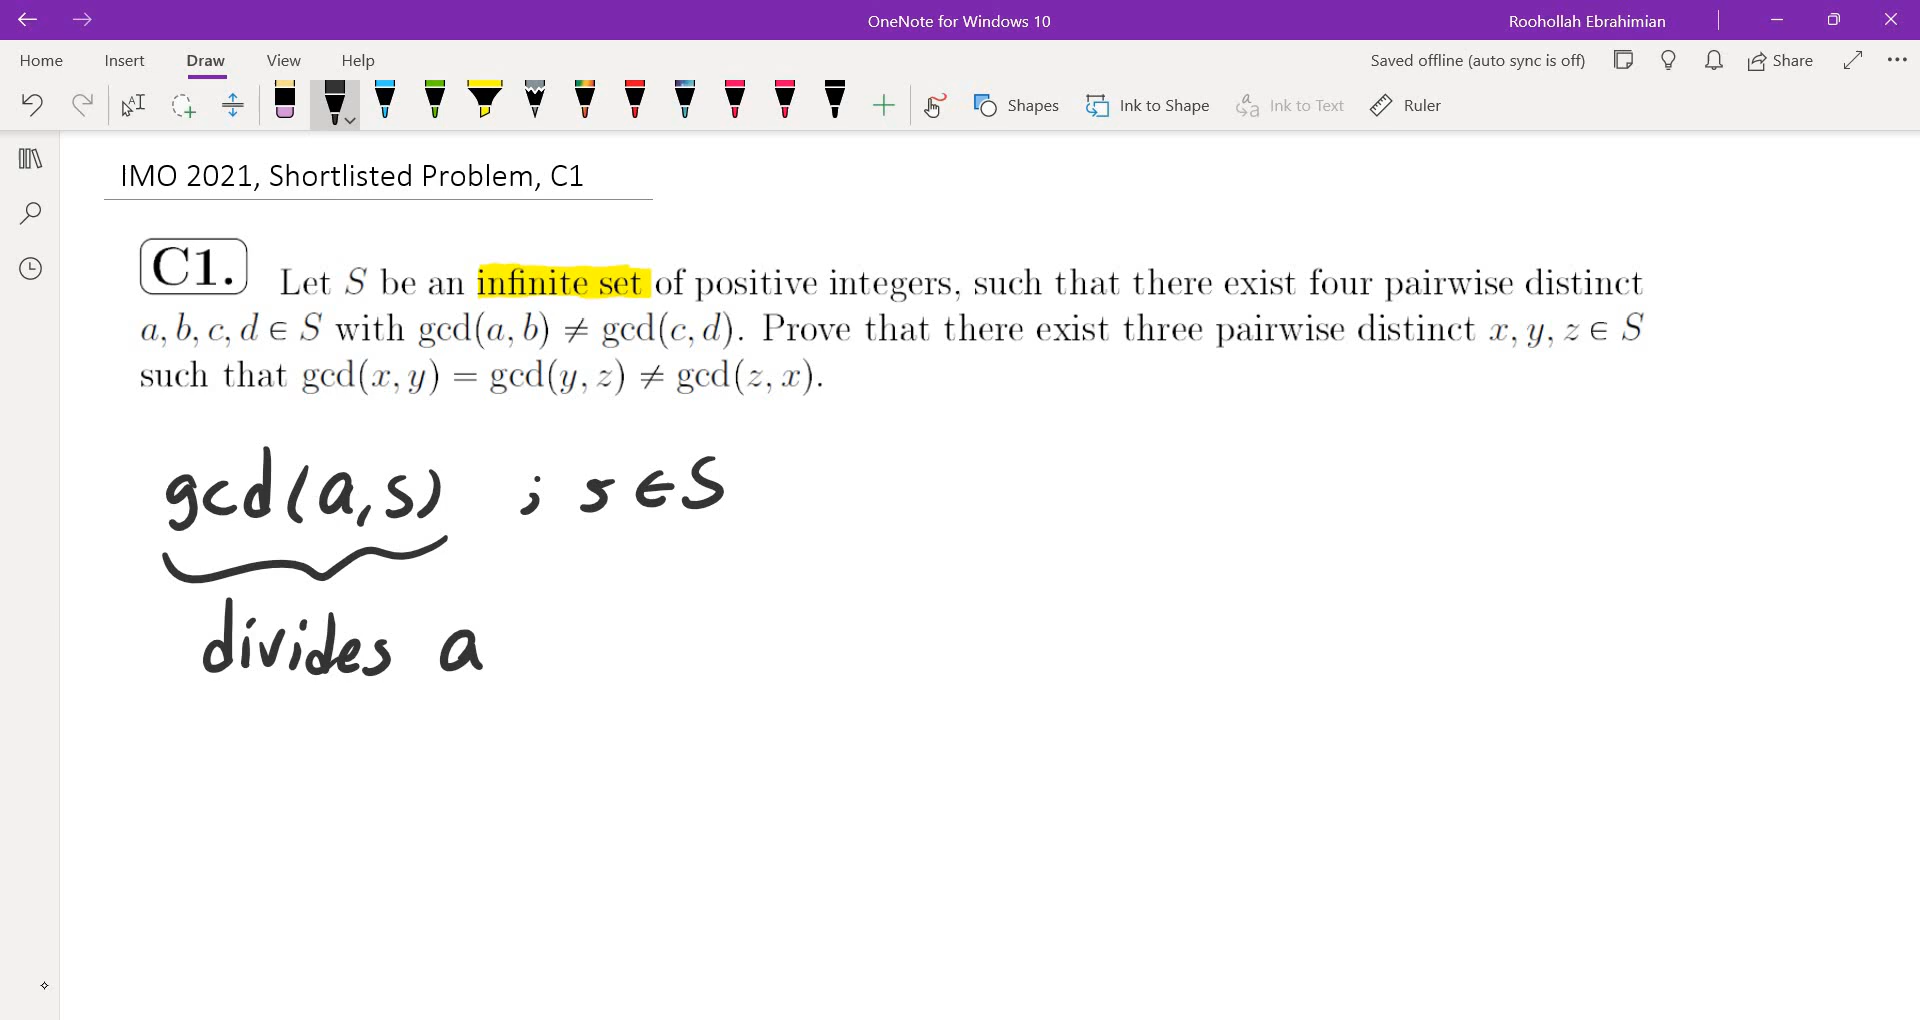 OneNote for Windows 10
Roohollah Ebrahimian
Home Insert Draw View Help
Saved offline (auto sync is off)
Share
Shapes
Ink to Shape
Ink to Text
Ruler
IMO 2021, Shortlisted Problem, C1
C1. Let S be an infinite set of positive integers, such that there exist four pairwise distinct
a, b, c, d ∈ S with gcd(a, b) ≠ gcd(c, d). Prove that there exist three pairwise distinct x, y, z ∈ S
such that gcd(x, y) = gcd(y, z) ≠ gcd(z, x).
gcd(a,s) ; s ∈ S
divides a